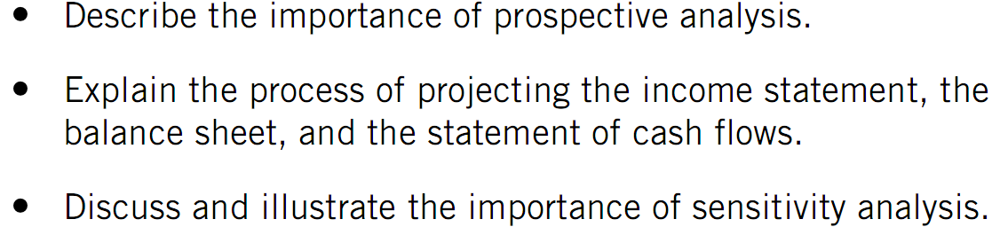 • Describe the importance of prospective analysis.
• Explain the process of projecting the income statement, the
balance sheet, and the statement of cash flows.
• Discuss and illustrate the importance of sensitivity analysis.